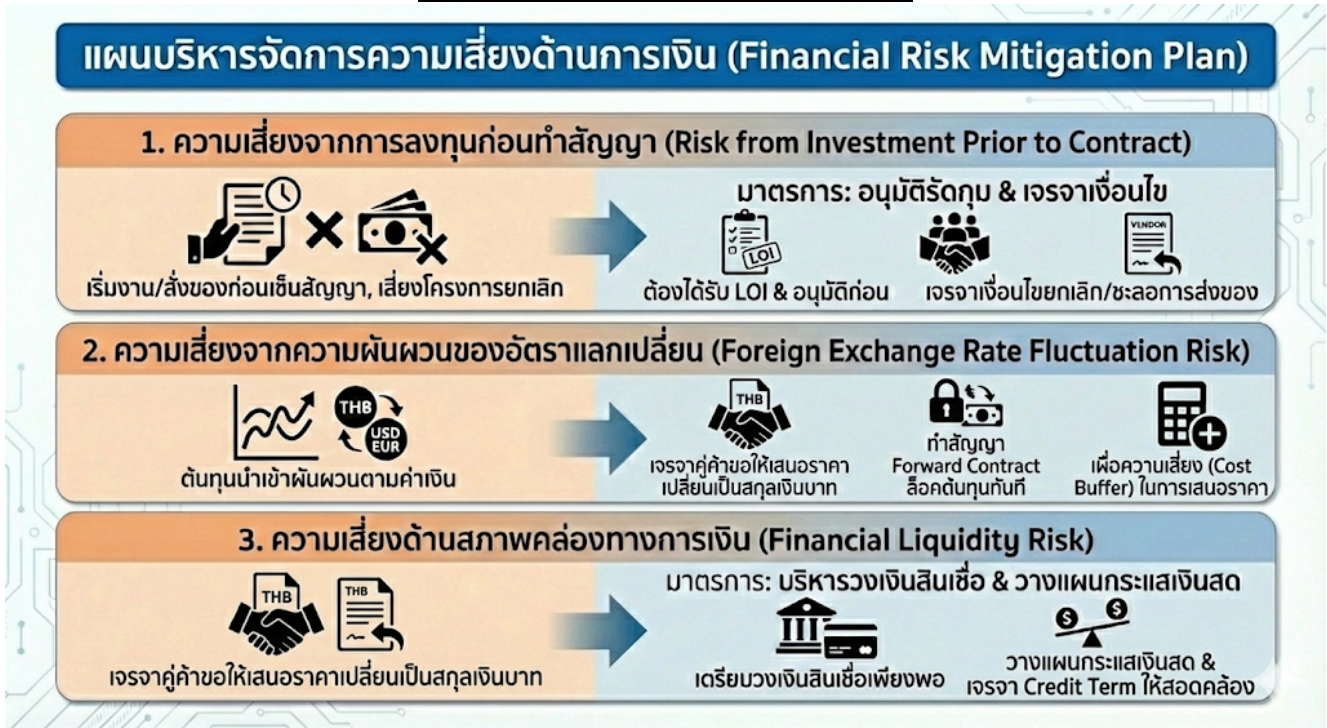 แผนบริหารจัดการความเสี่ยงด้านการเงิน (Financial Risk Mitigation Plan)
1. ความเสี่ยงจากการลงทุนก่อนทำสัญญา (Risk from Investment Prior to Contract)
เริ่มงาน/สั่งของก่อนเซ็นสัญญา, เสี่ยงโครงการยกเลิก
มาตรการ: อนุมัติรัดกุม & เจรจาเงื่อนไข
LOI
VENDOR
ต้องได้รับ LOI & อนุมัติก่อน
เจรจาเงื่อนไขยกเลิก/ชะลอการส่งของ
2. ความเสี่ยงจากความผันผวนของอัตราแลกเปลี่ยน (Foreign Exchange Rate Fluctuation Risk)
THB
USD
EUR
ต้นทุนนำเข้าผันผวนตามค่าเงิน
THB
เจรจาคู่ค้าขอให้เสนอราคา
เปลี่ยนเป็นสกุลเงินบาท
ทำสัญญา
Forward Contract
ล็อคต้นทุนทันที
เผื่อความเสี่ยง (Cost
Buffer) ในการเสนอราคา
3. ความเสี่ยงด้านสภาพคล่องทางการเงิน (Financial Liquidity Risk)
THB
THB
เจรจาคู่ค้าขอให้เสนอราคาเปลี่ยนเป็นสกุลเงินบาท
มาตรการ: บริหารวงเงินสินเชื่อ & วางแผนกระแสเงินสด
เตรียบวงเงินสินเชื่อเพียงพอ
$ $
วางแผนกระแสเงินสด &
เจรจา Credit Term ให้สอดคล้อง